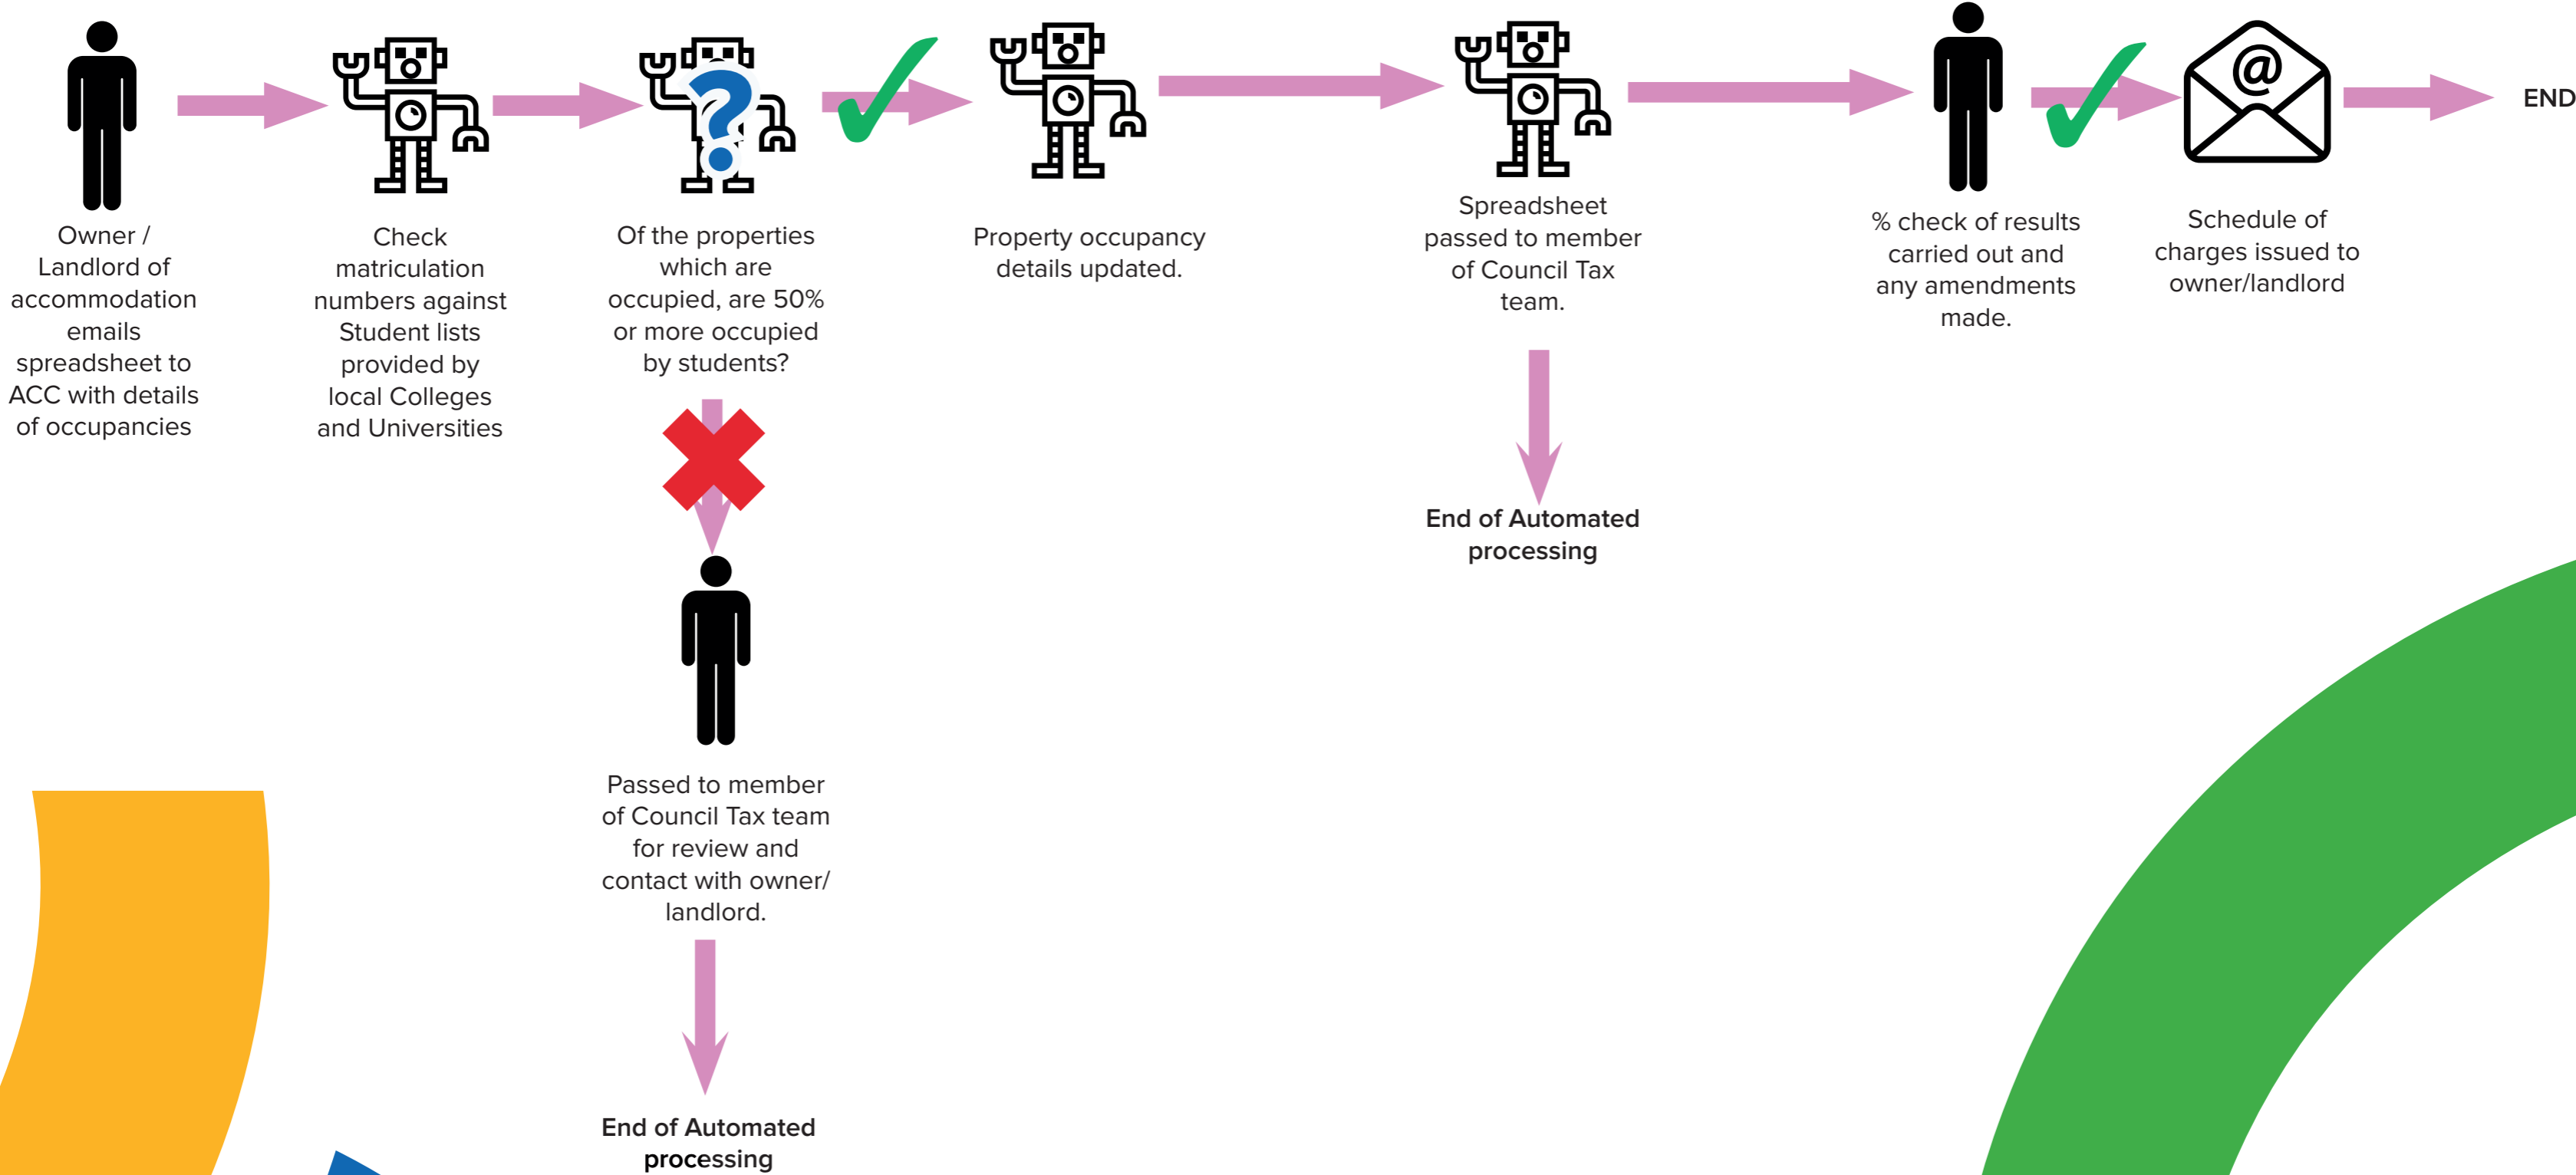 Owner /
Landlord of
accommodation
emails
spreadsheet to
ACC with details
of occupancies
Check
matriculation
numbers against
Student lists
provided by
local Colleges
and Universities
Of the properties
which are
occupied, are 50%
or more occupied
by students?
Property occupancy
details updated.
Spreadsheet
passed to member
of Council Tax
team.
% check of results
carried out and
any amendments
made.
@
Schedule of
charges issued to
owner/landlord
END
End of Automated
processing
Passed to member
of Council Tax team
for review and
contact with owner/
landlord.
End of Automated
processing